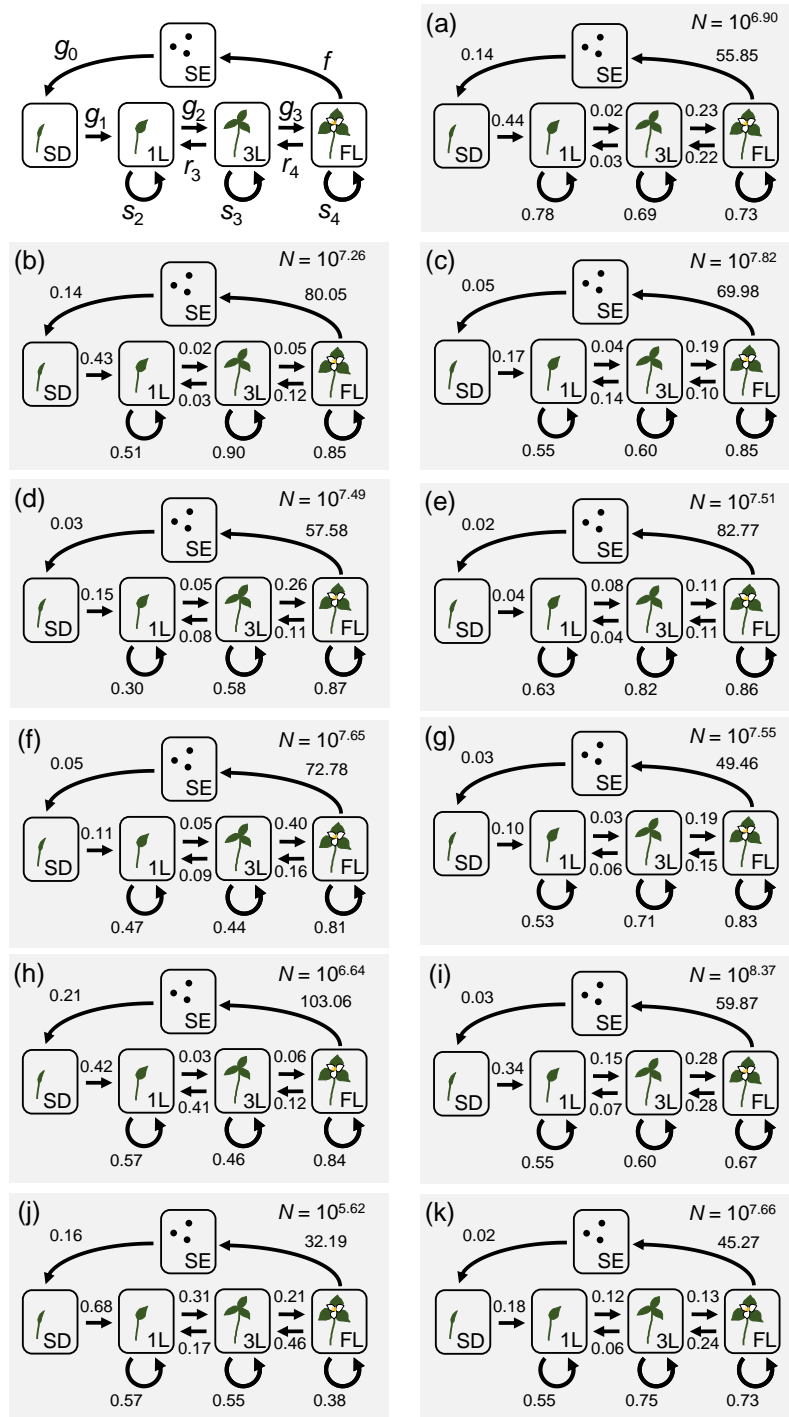 g0
f
SE
g1 g2 g3
SD 1L 3L FL
r3 r4
s2 s3 s4
(a) N = 10^6.90
0.14 55.85
SE
0.44 0.02 0.23
SD 1L 3L FL
0.03 0.22
0.78 0.69 0.73
(b) N = 10^7.26
0.14 80.05
SE
0.43 0.02 0.05
SD 1L 3L FL
0.03 0.12
0.51 0.90 0.85
(c) N = 10^7.82
0.05 69.98
SE
0.17 0.04 0.19
SD 1L 3L FL
0.14 0.10
0.55 0.60 0.85
(d) N = 10^7.49
0.03 57.58
SE
0.15 0.05 0.26
SD 1L 3L FL
0.08 0.11
0.30 0.58 0.87
(e) N = 10^7.51
0.02 82.77
SE
0.04 0.08 0.11
SD 1L 3L FL
0.04 0.11
0.63 0.82 0.86
(f) N = 10^7.65
0.05 72.78
SE
0.11 0.05 0.40
SD 1L 3L FL
0.09 0.16
0.47 0.44 0.81
(g) N = 10^7.55
0.03 49.46
SE
0.10 0.03 0.19
SD 1L 3L FL
0.06 0.15
0.53 0.71 0.83
(h) N = 10^6.64
0.21 103.06
SE
0.42 0.03 0.06
SD 1L 3L FL
0.41 0.12
0.57 0.46 0.84
(i) N = 10^8.37
0.03 59.87
SE
0.34 0.15 0.28
SD 1L 3L FL
0.07 0.28
0.55 0.60 0.67
(j) N = 10^5.62
0.16 32.19
SE
0.68 0.31 0.21
SD 1L 3L FL
0.17 0.46
0.57 0.55 0.38
(k) N = 10^7.66
0.02 45.27
SE
0.18 0.12 0.13
SD 1L 3L FL
0.06 0.24
0.55 0.75 0.73